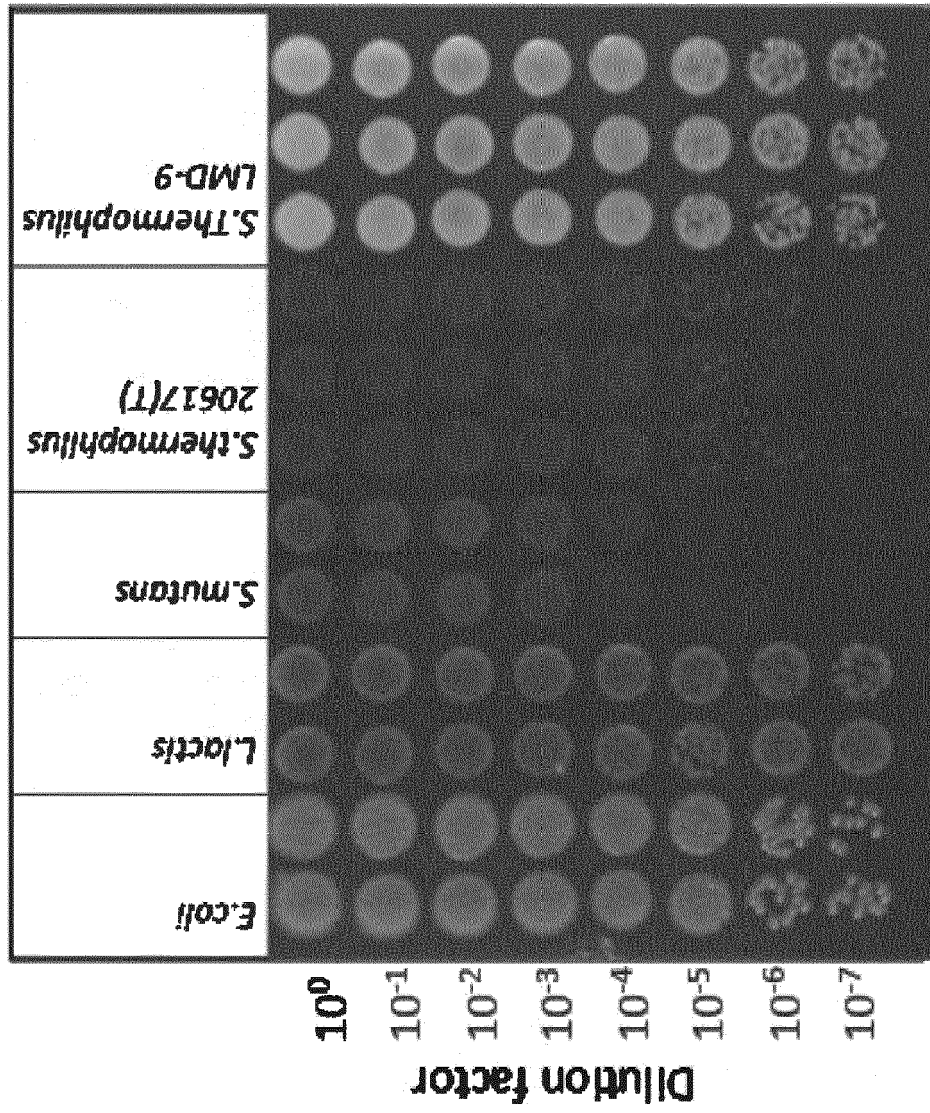 Dilution factor
10⁰
10⁻¹
10⁻²
10⁻³
10⁻⁴
10⁻⁵
10⁻⁶
10⁻⁷
E.coli
L.lactis
S.mutans
S.thermophilus
20617(T)
S.Thermophilus
LMD-9